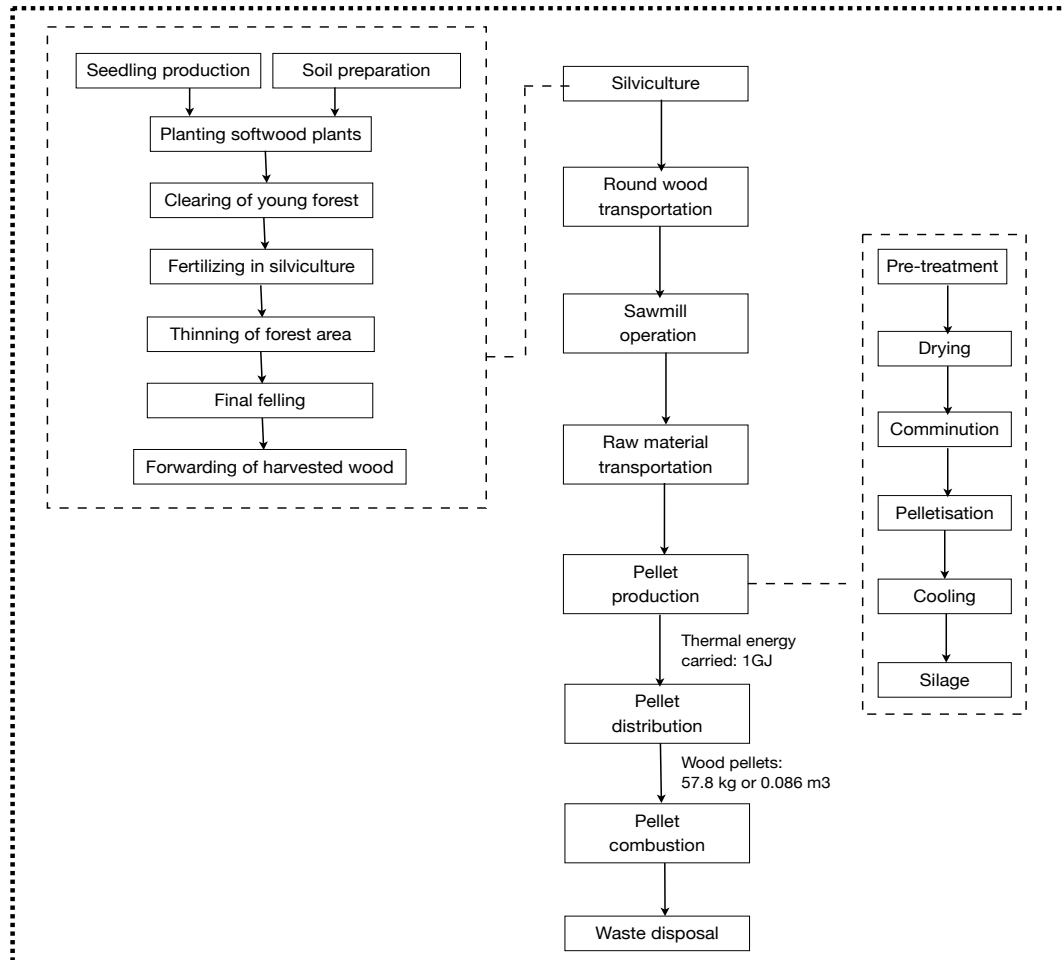 Seedling production
Soil preparation
Planting softwood plants
Clearing of young forest
Fertilizing in silviculture
Thinning of forest area
Final felling
Forwarding of harvested wood
Silviculture
Round wood
transportation
Sawmill
operation
Raw material
transportation
Pellet
production
Thermal energy
carried: 1GJ
Pellet
distribution
Wood pellets:
57.8 kg or 0.086 m3
Pellet
combustion
Waste disposal
Pre-treatment
Drying
Comminution
Pelletisation
Cooling
Silage